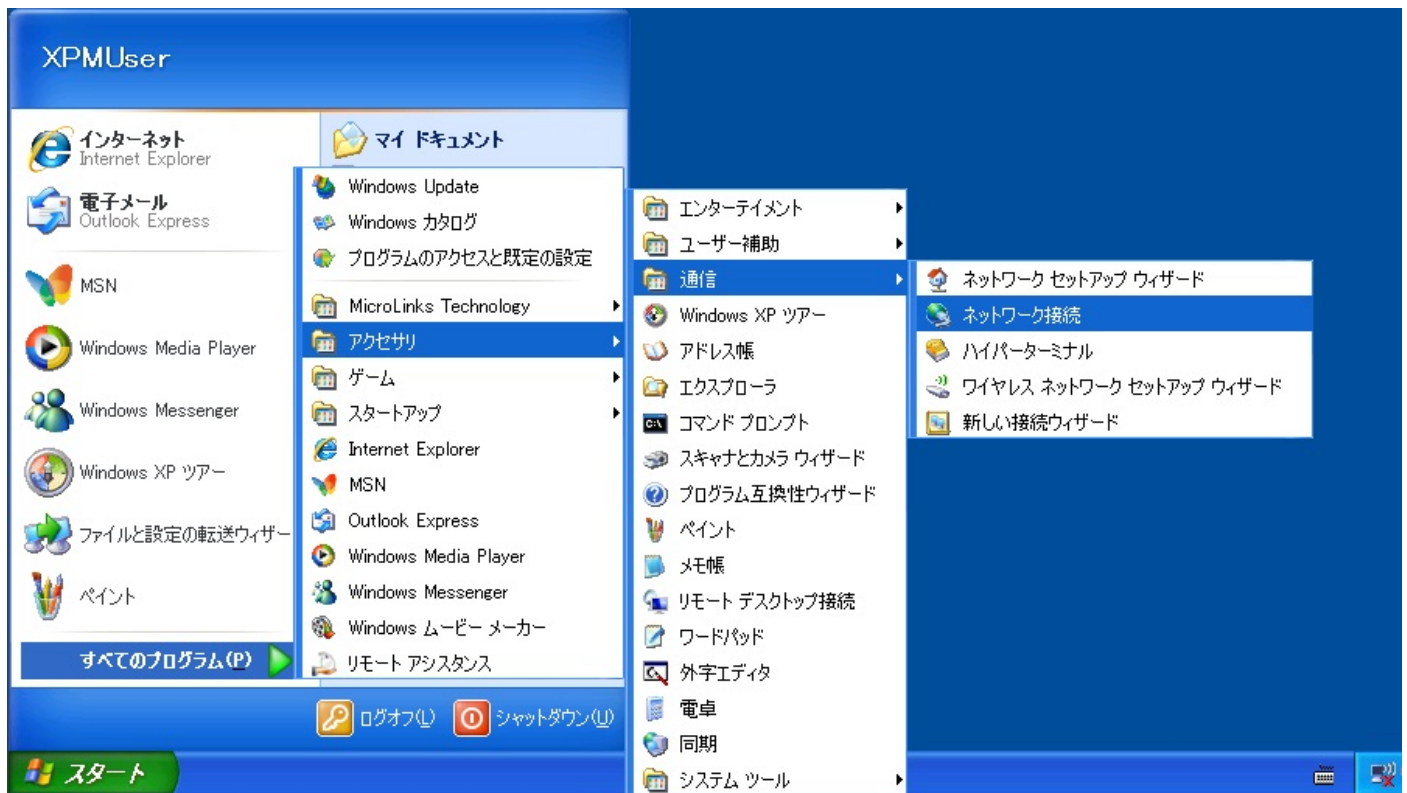 XPMUser
インターネット
Internet Explorer
電子メール
Outlook Express
MSN
Windows Media Player
Windows Messenger
Windows XP ツアー
ファイルと設定の転送ウィザー
ペイント
すべてのプログラム(P)
マイ ドキュメント
Windows Update
Windows カタログ
プログラムのアクセスと既定の設定
MicroLinks Technology
アクセサリ
ゲーム
スタートアップ
Internet Explorer
MSN
Outlook Express
Windows Media Player
Windows Messenger
Windows ムービー メーカー
リモート アシスタンス
エンターテイメント
ユーザー補助
通信
Windows XP ツアー
アドレス帳
エクスプローラ
コマンド プロンプト
スキャナとカメラ ウィザード
プログラム互換性ウィザード
ペイント
メモ帳
リモート デスクトップ接続
ワードパッド
外字エディタ
電卓
同期
システム ツール
ネットワーク セットアップ ウィザード
ネットワーク接続
ハイパーターミナル
ワイヤレス ネットワーク セットアップ ウィザード
新しい接続ウィザード
ログオフ(L)
シャットダウン(U)
スタート